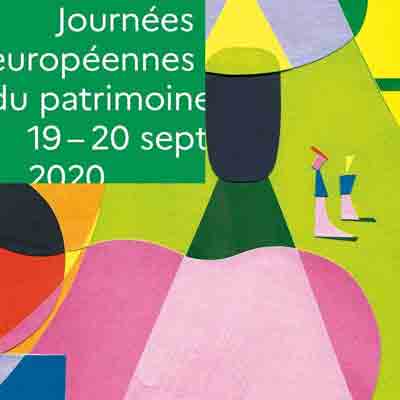 Journées
européennes
du patrimoine
19 – 20 sept
2020